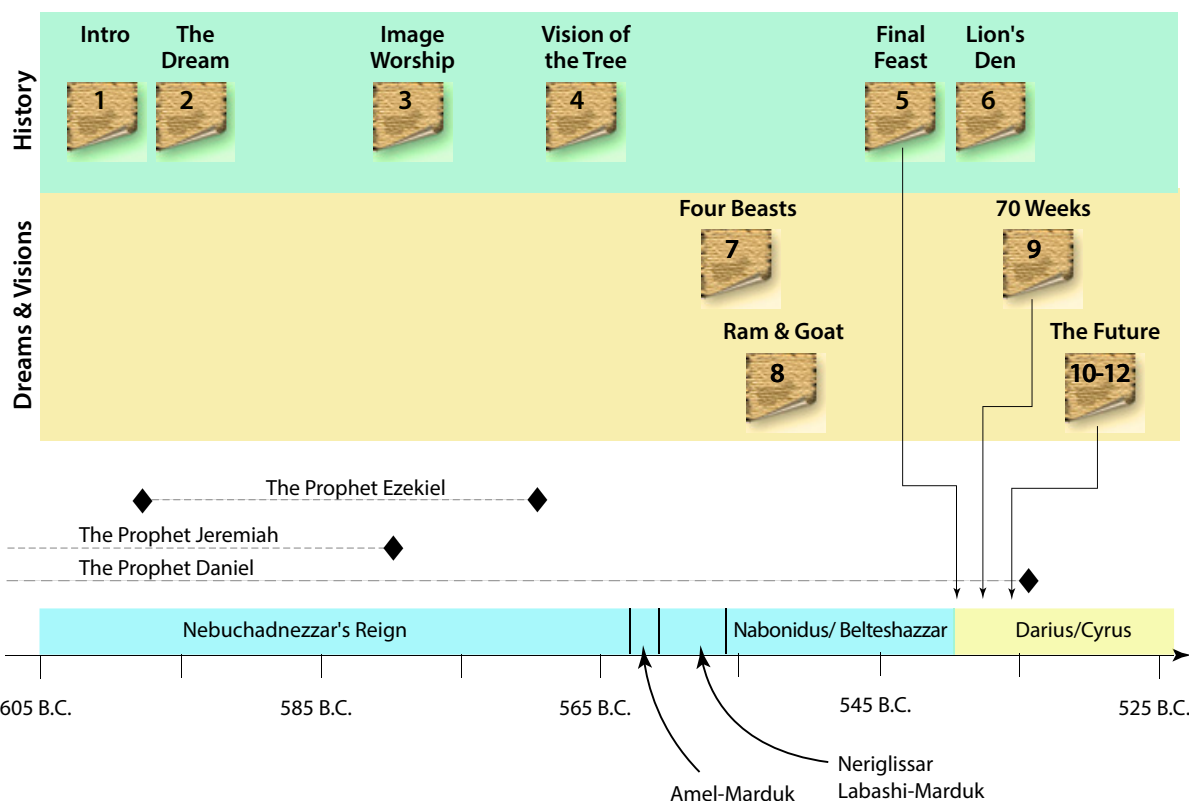 History
Intro
The
Dream
Image
Worship
Vision of
the Tree
Final
Feast
Lion's
Den
1
2
3
4
5
6
Dreams & Visions
Four Beasts
70 Weeks
7
9
Ram & Goat
The Future
8
10-12
The Prophet Ezekiel
The Prophet Jeremiah
The Prophet Daniel
Nebuchadnezzar's Reign
Nabonidus/ Belteshazzar
Darius/Cyrus
605 B.C.
585 B.C.
565 B.C.
545 B.C.
525 B.C.
Amel-Marduk
Neriglissar
Labashi-Marduk